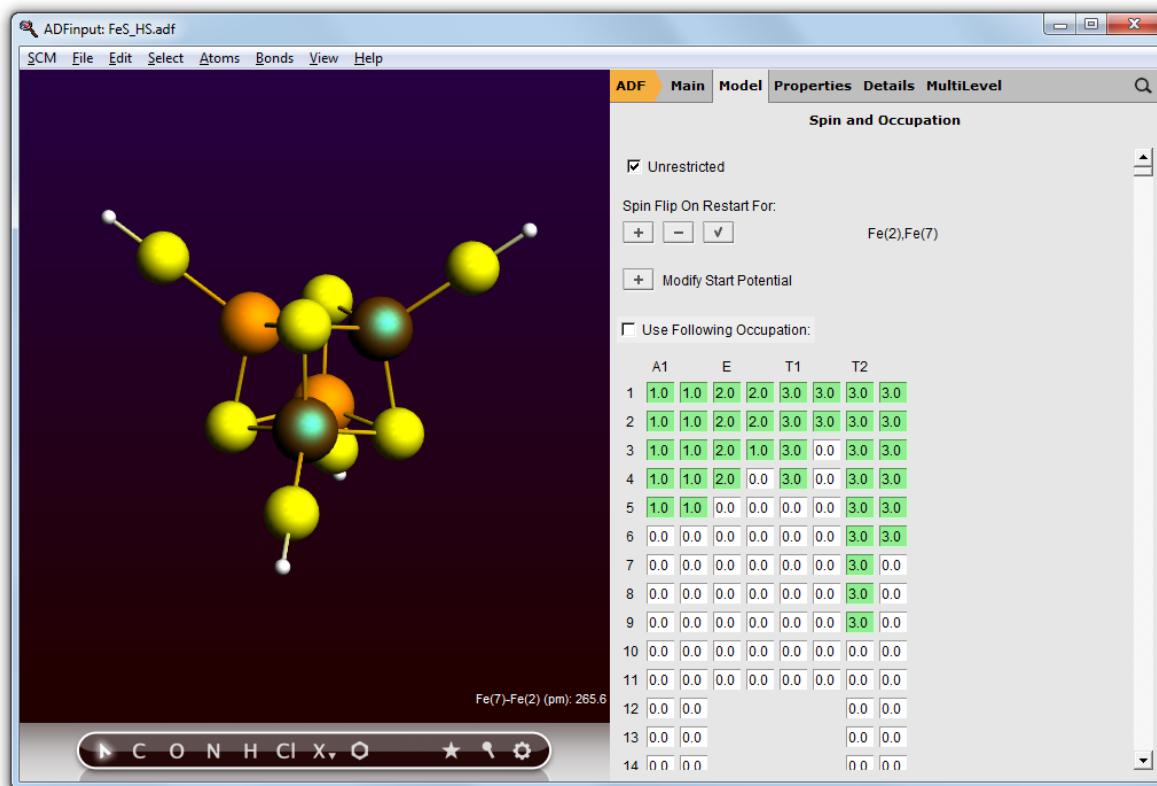 ADFinput: FeS_HS.adf
SCM File Edit Select Atoms Bonds View Help
ADF Main Model Properties Details MultiLevel
Spin and Occupation
Unrestricted
Spin Flip On Restart For:
+ − √ Fe(2),Fe(7)
+ Modify Start Potential
Use Following Occupation:
A1 E T1 T2
1 1.0 1.0 2.0 2.0 3.0 3.0 3.0 3.0
2 1.0 1.0 2.0 2.0 3.0 3.0 3.0 3.0
3 1.0 1.0 2.0 1.0 3.0 0.0 3.0 3.0
4 1.0 1.0 2.0 0.0 3.0 0.0 3.0 3.0
5 1.0 1.0 0.0 0.0 0.0 0.0 3.0 3.0
6 0.0 0.0 0.0 0.0 0.0 0.0 3.0 3.0
7 0.0 0.0 0.0 0.0 0.0 0.0 3.0 0.0
8 0.0 0.0 0.0 0.0 0.0 0.0 3.0 0.0
9 0.0 0.0 0.0 0.0 0.0 0.0 3.0 0.0
10 0.0 0.0 0.0 0.0 0.0 0.0 0.0 0.0
11 0.0 0.0 0.0 0.0 0.0 0.0 0.0 0.0
12 0.0 0.0 0.0 0.0
13 0.0 0.0 0.0 0.0
14 0.0 0.0 0.0 0.0
Fe(7)-Fe(2) (pm): 265.6
C O N H Cl X